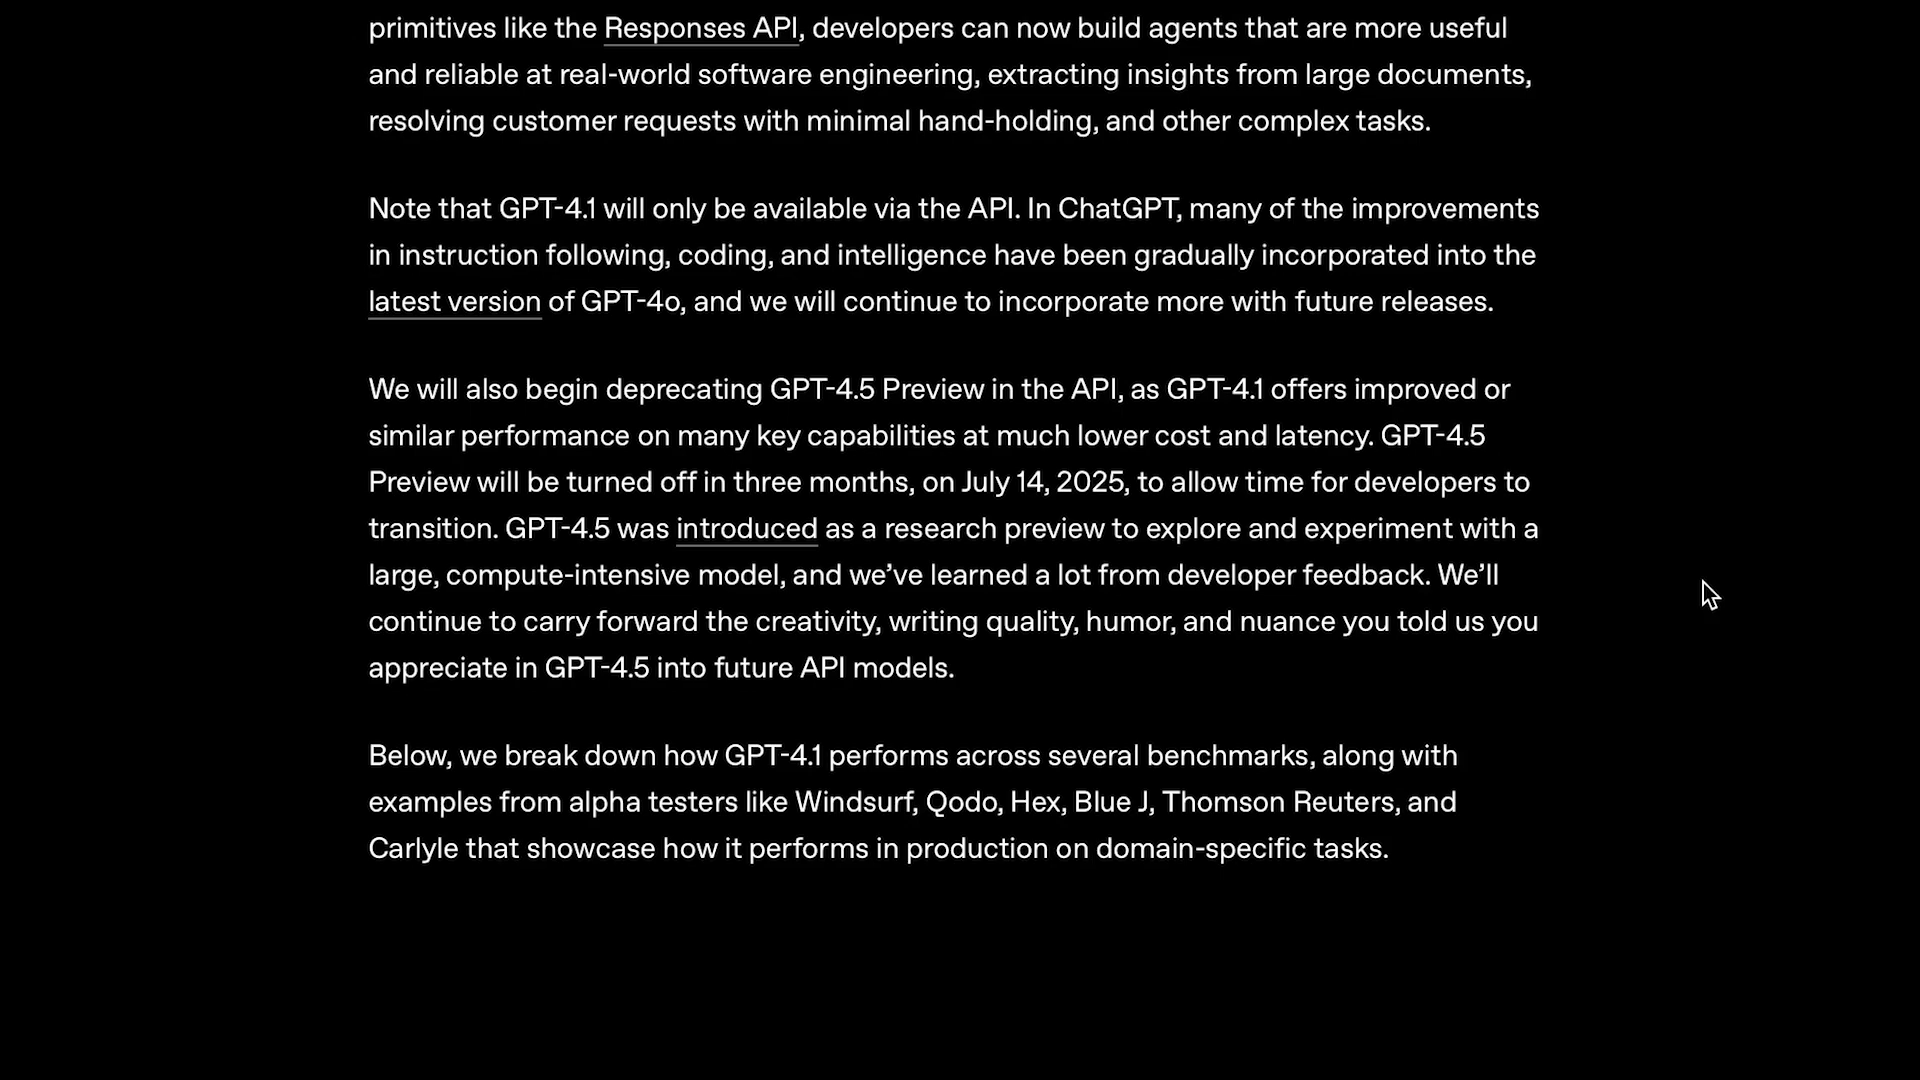 primitives like the Responses API, developers can now build agents that are more useful
and reliable at real-world software engineering, extracting insights from large documents,
resolving customer requests with minimal hand-holding, and other complex tasks.
Note that GPT-4.1 will only be available via the API. In ChatGPT, many of the improvements
in instruction following, coding, and intelligence have been gradually incorporated into the
latest version of GPT-4o, and we will continue to incorporate more with future releases.
We will also begin deprecating GPT-4.5 Preview in the API, as GPT-4.1 offers improved or
similar performance on many key capabilities at much lower cost and latency. GPT-4.5
Preview will be turned off in three months, on July 14, 2025, to allow time for developers to
transition. GPT-4.5 was introduced as a research preview to explore and experiment with a
large, compute-intensive model, and we’ve learned a lot from developer feedback. We’ll
continue to carry forward the creativity, writing quality, humor, and nuance you told us you
appreciate in GPT-4.5 into future API models.
Below, we break down how GPT-4.1 performs across several benchmarks, along with
examples from alpha testers like Windsurf, Qodo, Hex, Blue J, Thomson Reuters, and
Carlyle that showcase how it performs in production on domain-specific tasks.